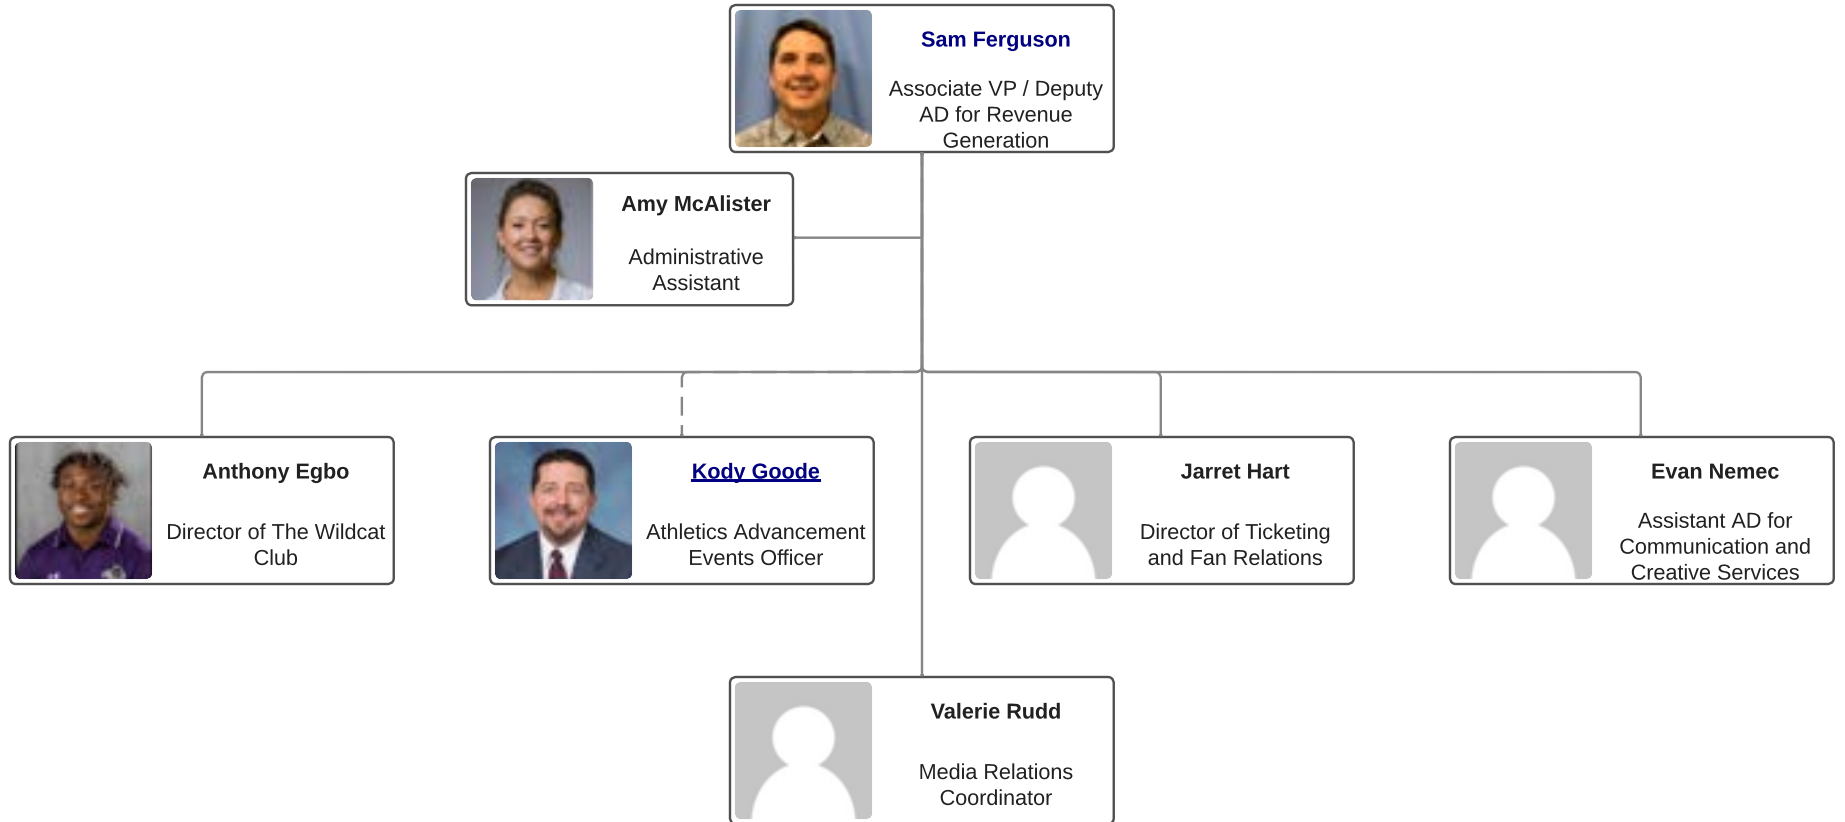 Sam Ferguson
Associate VP / Deputy
AD for Revenue
Generation
Amy McAlister
Administrative
Assistant
Anthony Egbo
Director of The Wildcat
Club
Kody Goode
Athletics Advancement
Events Officer
Jarret Hart
Director of Ticketing
and Fan Relations
Evan Nemec
Assistant AD for
Communication and
Creative Services
Valerie Rudd
Media Relations
Coordinator